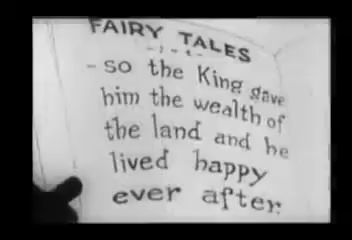 FAIRY TALES
- so the King gave
him the wealth of
the land and he
lived happy
ever after.